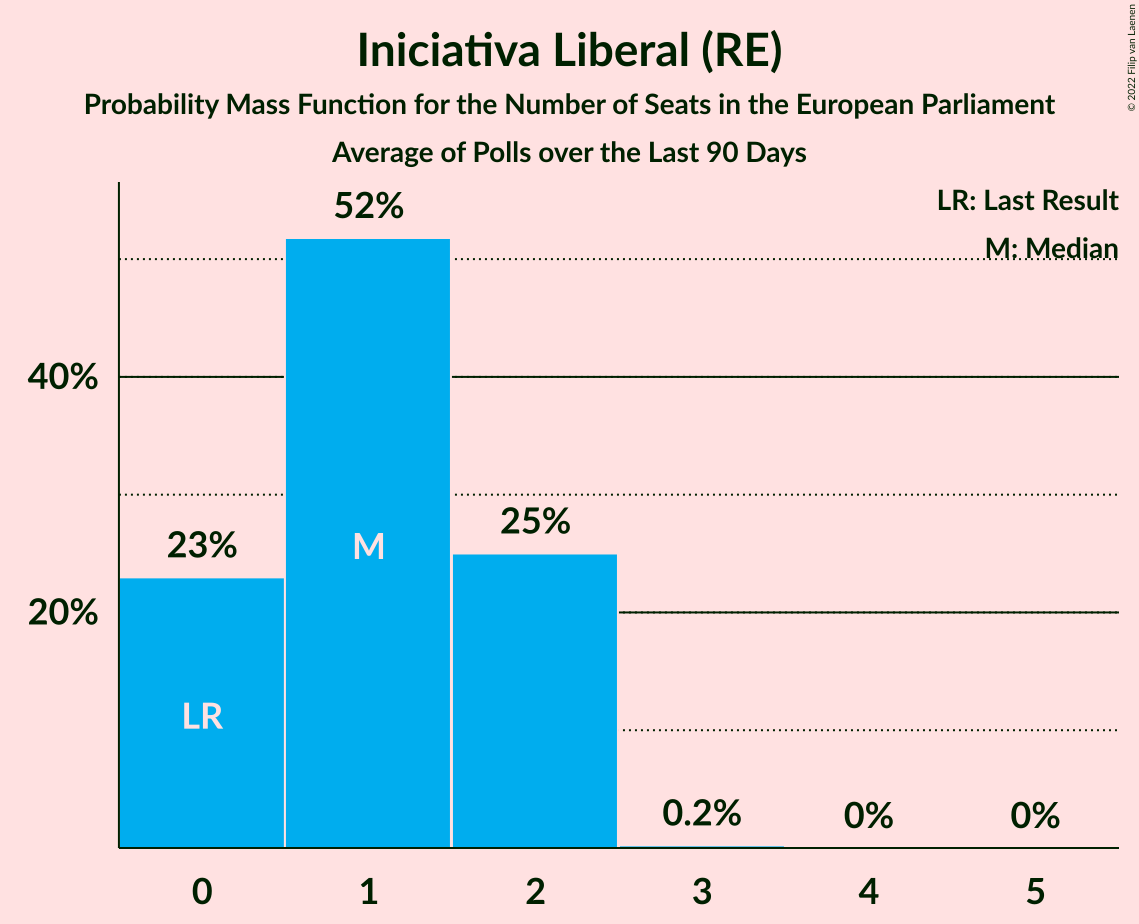 Iniciativa Liberal (RE)
Probability Mass Function for the Number of Seats in the European Parliament
Average of Polls over the Last 90 Days
© 2022 Filip van Laenen
LR: Last Result
M: Median
52%
40%
25%
23%
M
20%
LR
0.2%
0%
0%
0
1
2
3
4
5